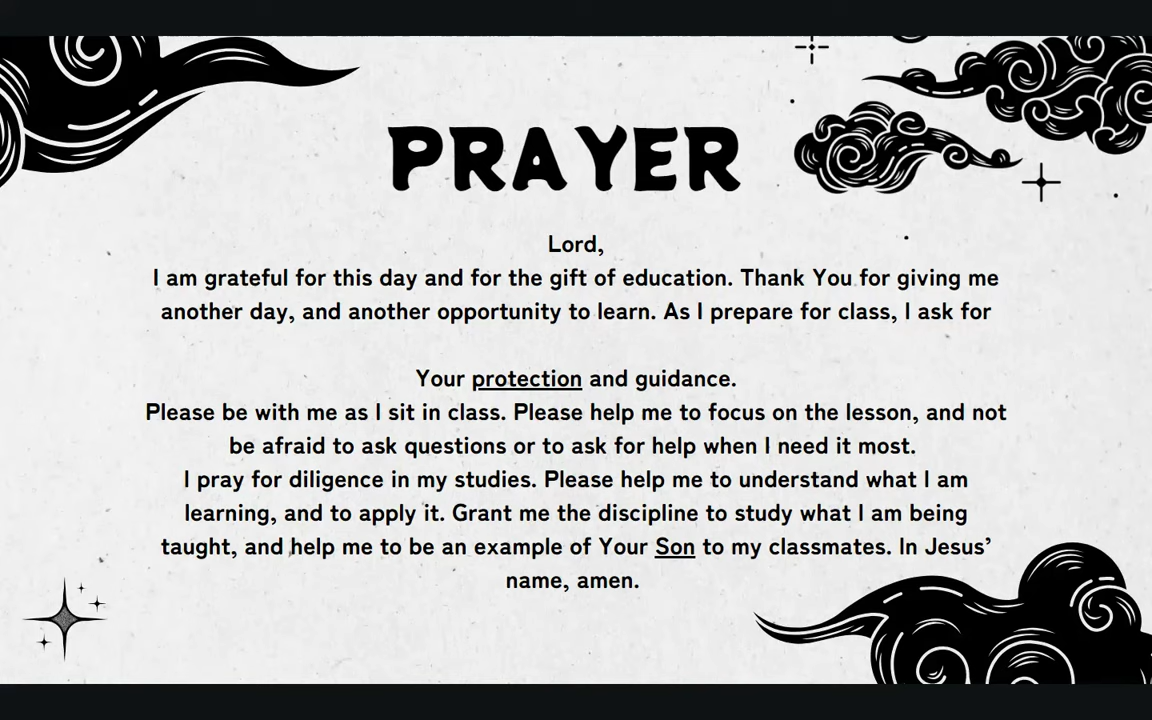 PRAYER
Lord,
I am grateful for this day and for the gift of education. Thank You for giving me
another day, and another opportunity to learn. As I prepare for class, I ask for
Your protection and guidance.
Please be with me as I sit in class. Please help me to focus on the lesson, and not
be afraid to ask questions or to ask for help when I need it most.
I pray for diligence in my studies. Please help me to understand what I am
learning, and to apply it. Grant me the discipline to study what I am being
taught, and help me to be an example of Your Son to my classmates. In Jesus’
name, amen.